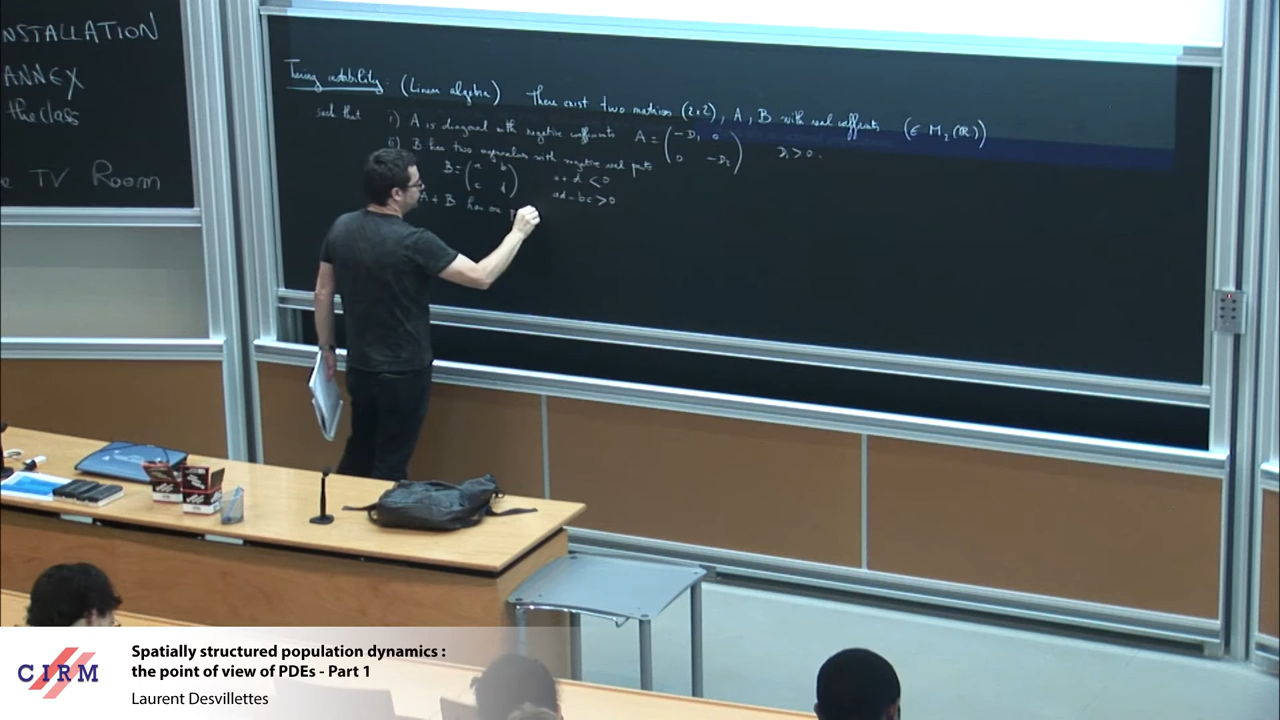 INSTALLATION
ANNEX
the class
TV Room
Turing instability: (Linear algebra) There exist two matrices (2×2), A, B with real coefficients (∈ M₂(ℝ))
such that i) A is diagonal with negative coefficients A = (-D₁ 0
0 -D₂) Dᵢ > 0.
ii) B has two eigenvalues with negative real parts
B = (a b a+d < 0
c d) ad-bc > 0
A + B has one
CIRM
Spatially structured population dynamics :
the point of view of PDEs - Part 1
Laurent Desvillettes